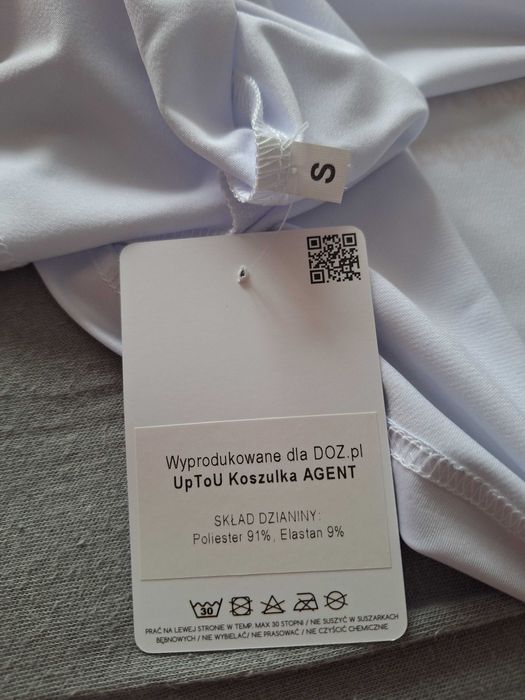 S
Wyprodukowane dla DOZ.pl
UpToU Koszulka AGENT
SKŁAD DZIANINY:
Poliester 91%, Elastan 9%
30
PRAĆ NA LEWEJ STRONIE W TEMP. MAX 30 STOPNI / NIE SUSZYĆ W SUSZARKACH
BĘBNOWYCH / NIE WYBIELAĆ/ NIE PRASOWAĆ / NIE CZYŚCIĆ CHEMICZNIE